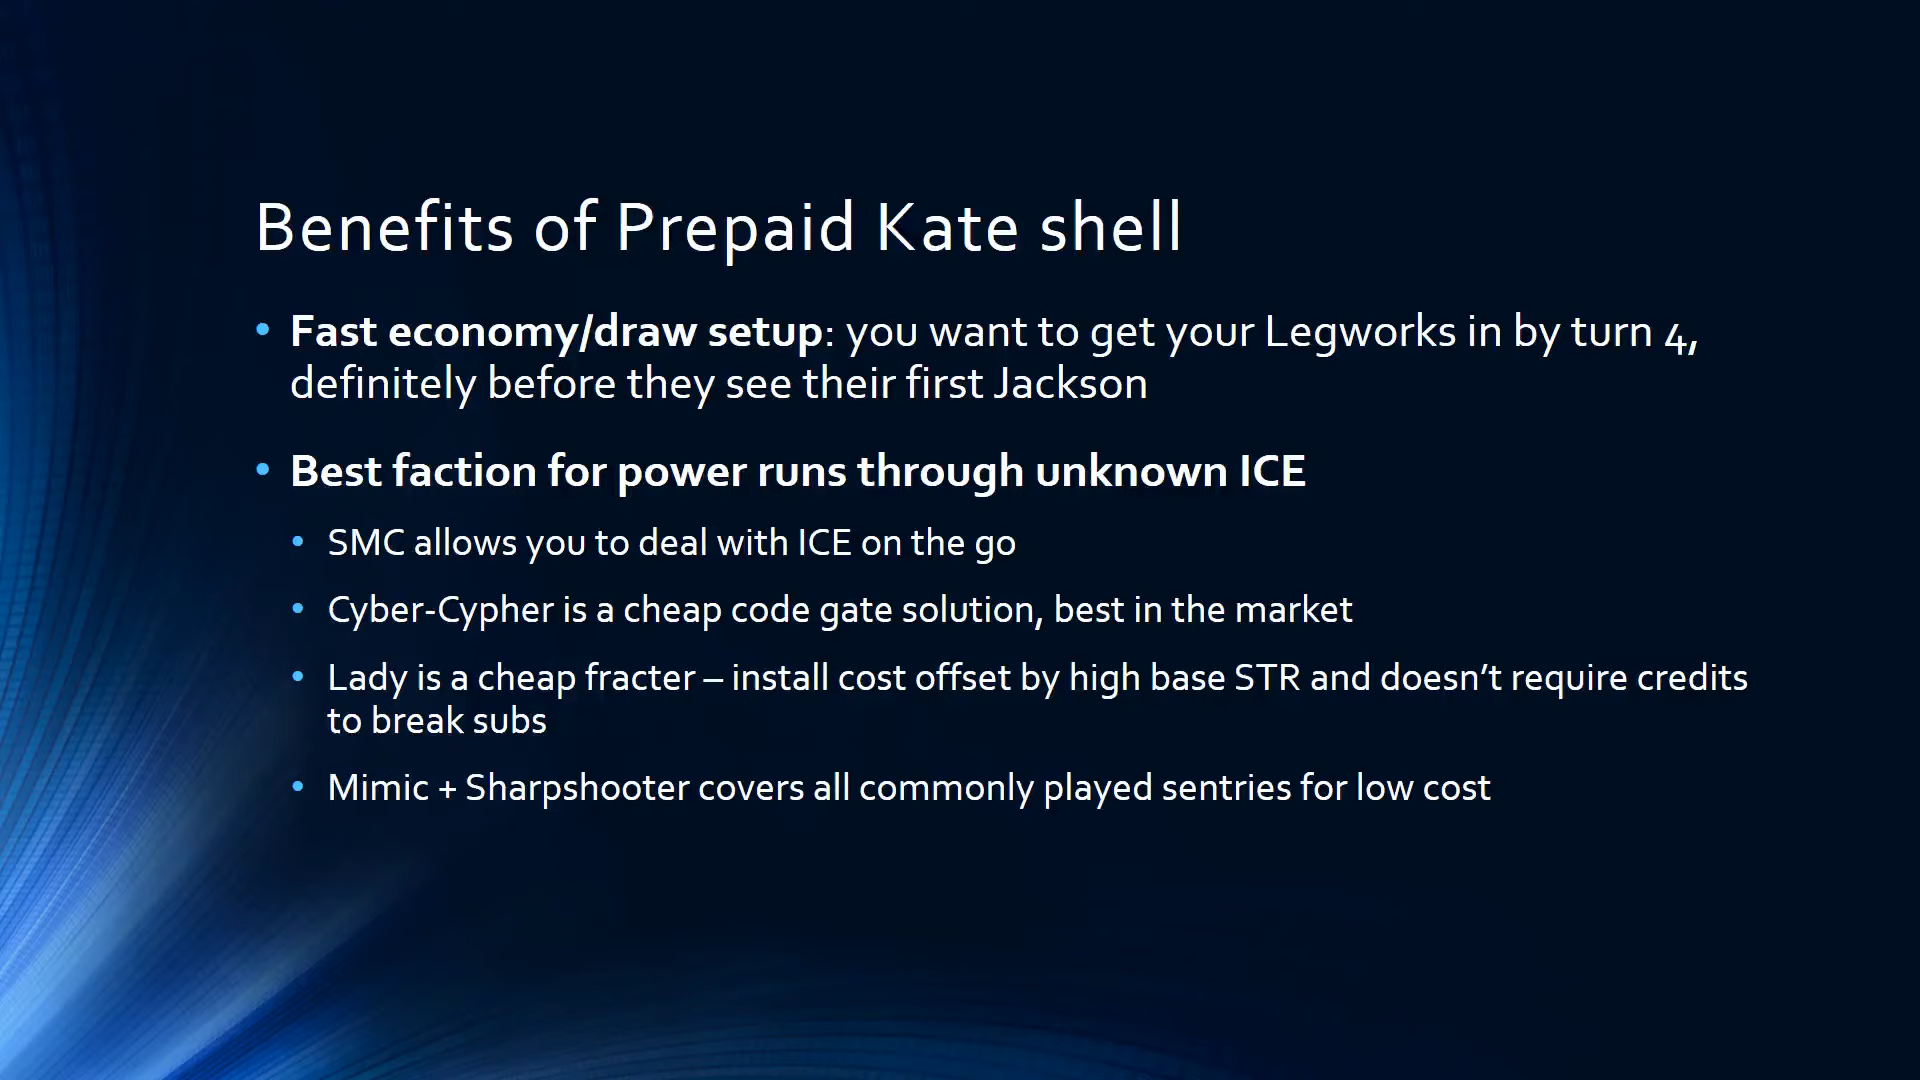 Benefits of Prepaid Kate shell
• Fast economy/draw setup: you want to get your Legworks in by turn 4,
definitely before they see their first Jackson
• Best faction for power runs through unknown ICE
• SMC allows you to deal with ICE on the go
• Cyber-Cypher is a cheap code gate solution, best in the market
• Lady is a cheap fracter – install cost offset by high base STR and doesn’t require credits
to break subs
• Mimic + Sharpshooter covers all commonly played sentries for low cost